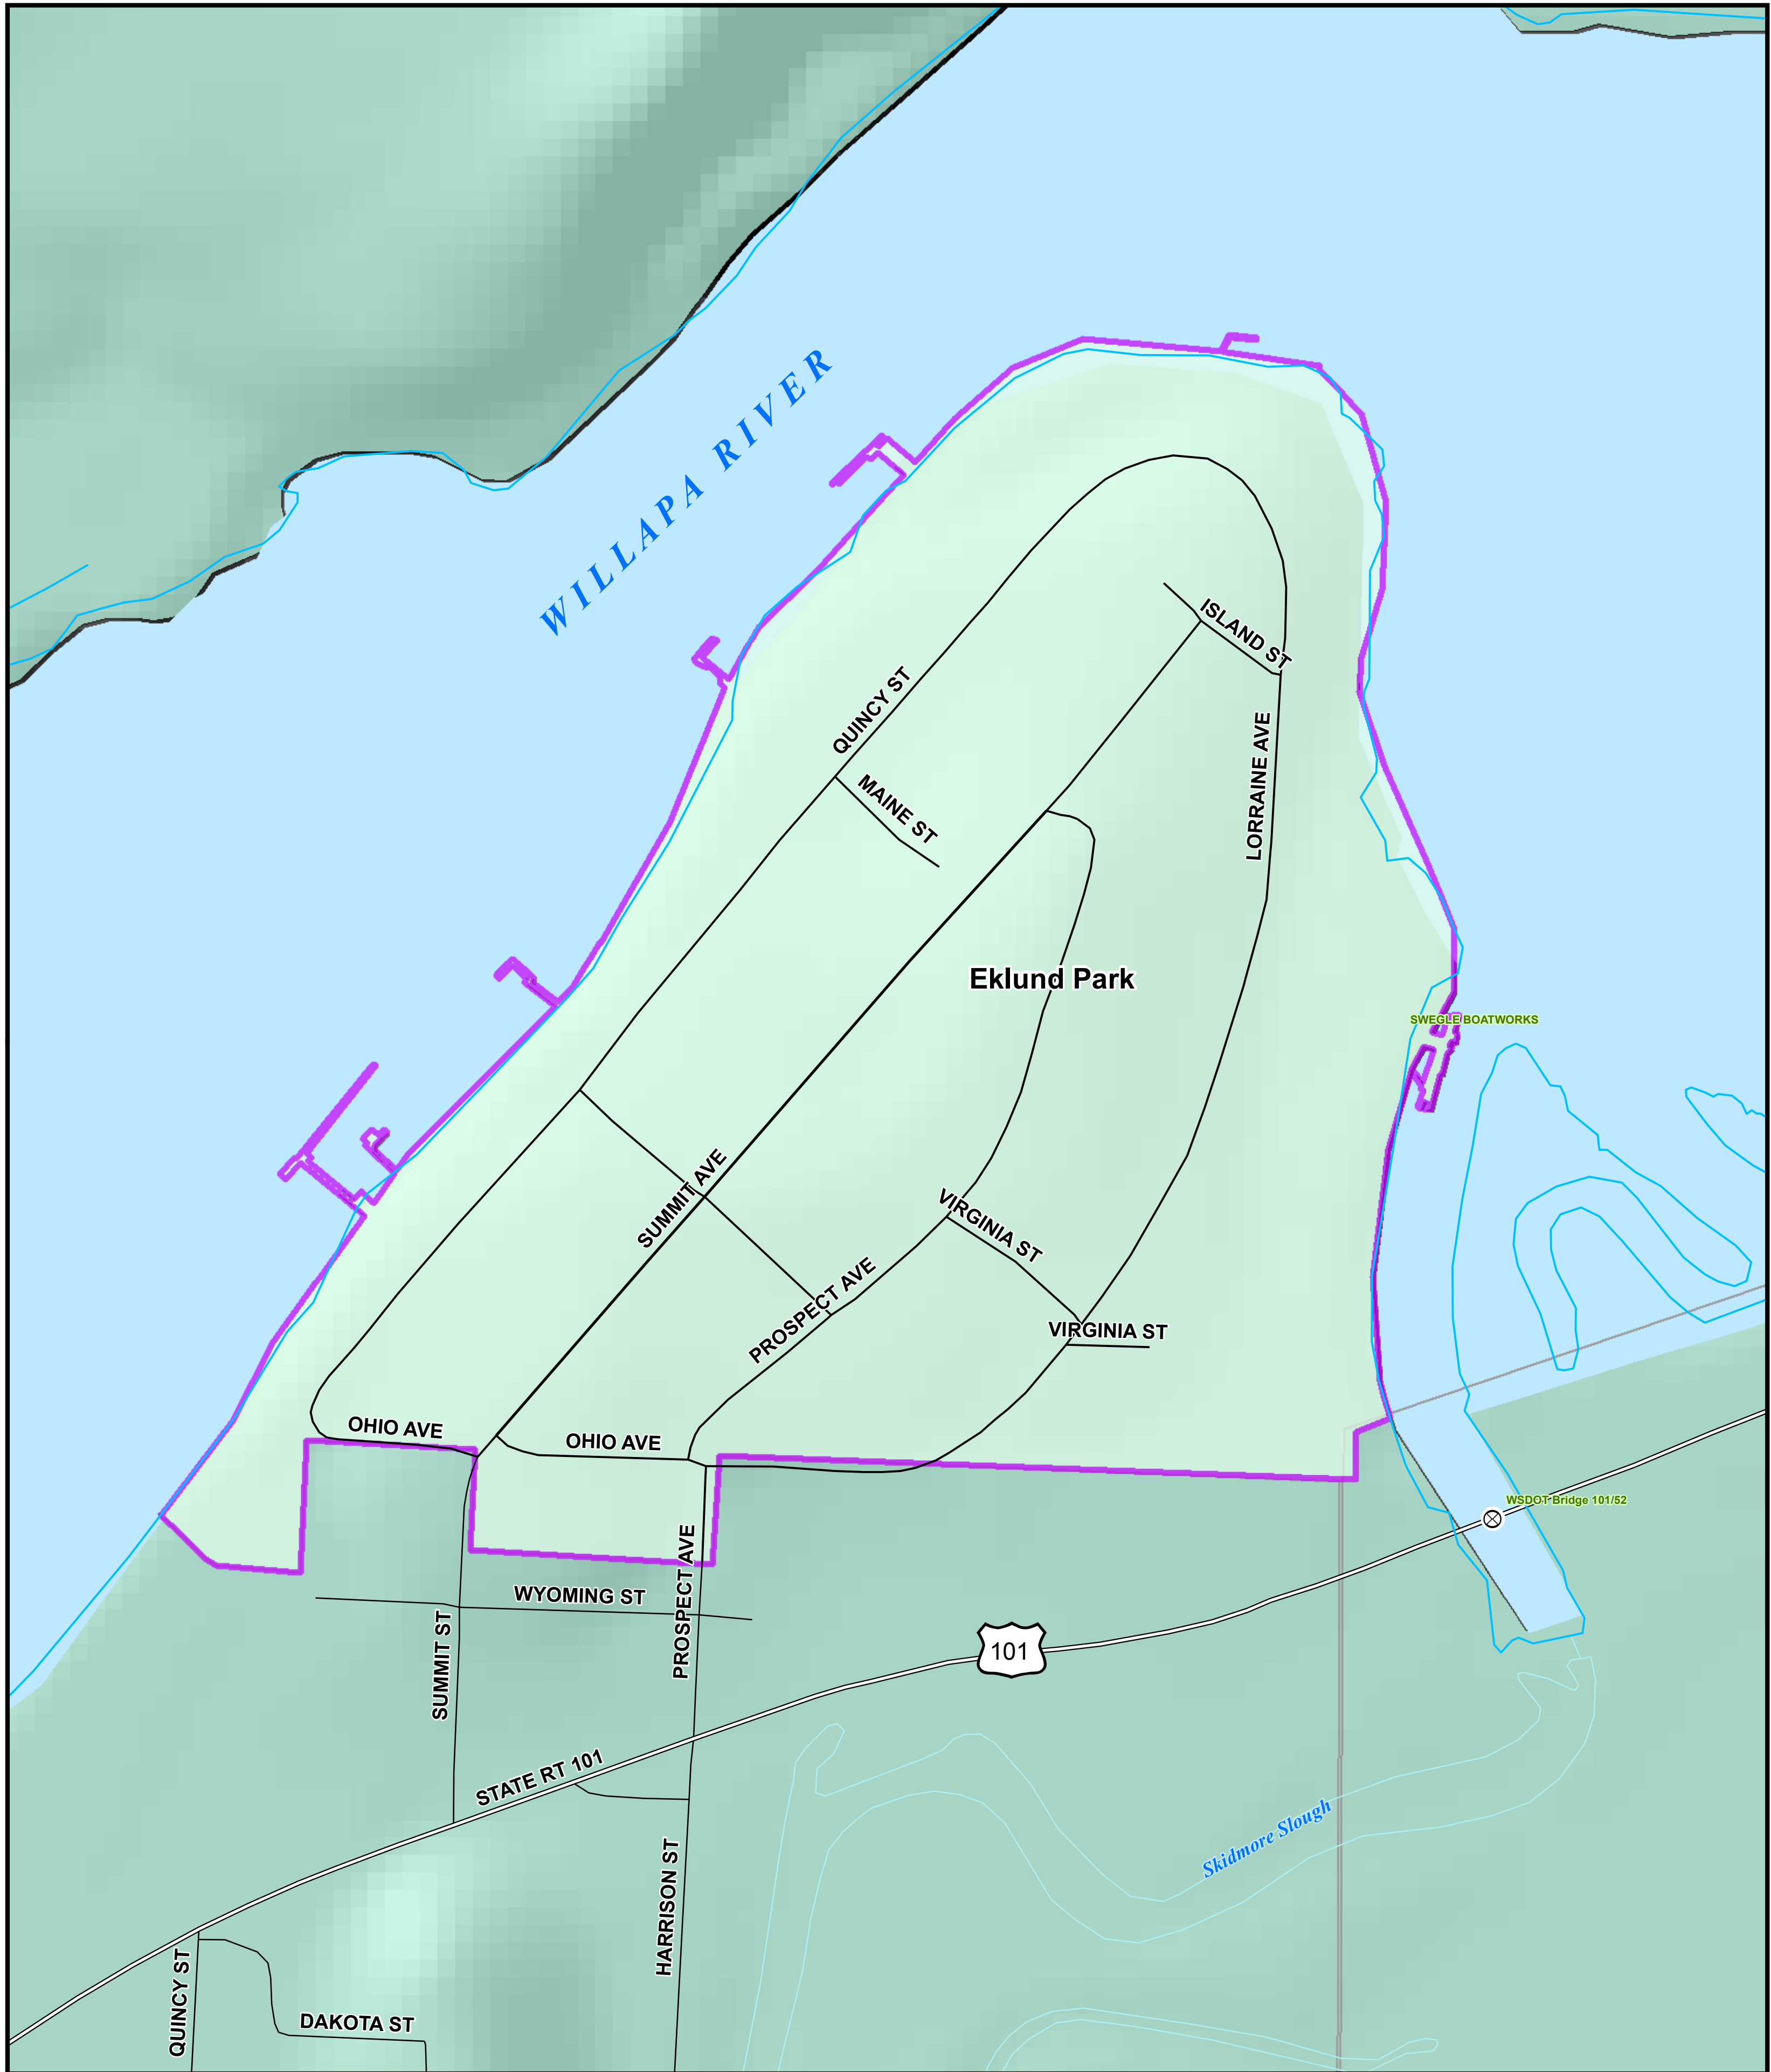 WILLAPA RIVER
ISLAND ST
QUINCY ST
LORRAINE AVE
MAINE ST
Eklund Park
SWEGLE BOATWORKS
SUMMIT AVE
VIRGINIA ST
PROSPECT AVE
VIRGINIA ST
OHIO AVE
OHIO AVE
WSDOT Bridge 101/52
PROSPECT AVE
WYOMING ST
SUMMIT ST
101
STATE RT 101
Skidmore Slough
HARRISON ST
QUINCY ST
DAKOTA ST